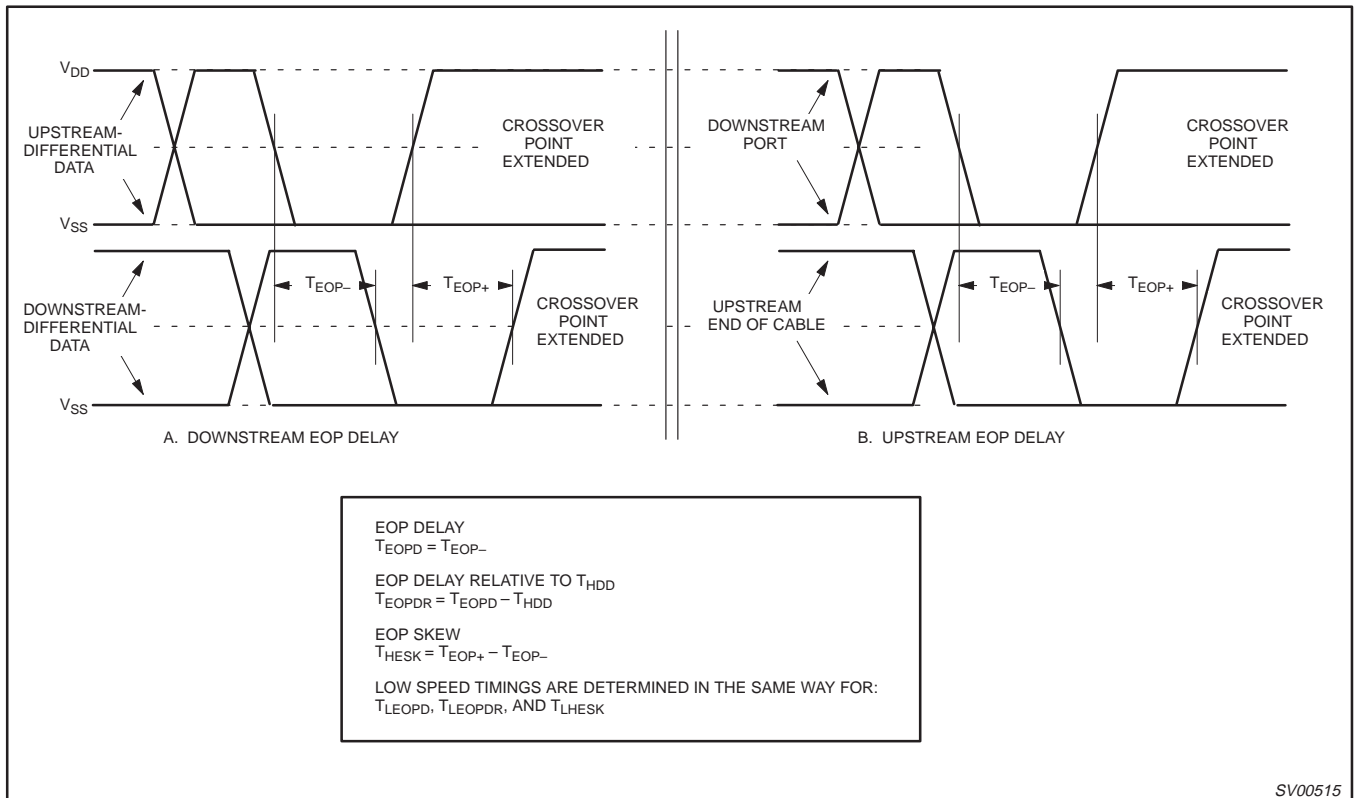 VDD
UPSTREAM-
DIFFERENTIAL
DATA
VSS
CROSSOVER
POINT
EXTENDED
DOWNSTREAM-
DIFFERENTIAL
DATA
VSS
TEOP–
TEOP+
CROSSOVER
POINT
EXTENDED
A. DOWNSTREAM EOP DELAY
DOWNSTREAM
PORT
CROSSOVER
POINT
EXTENDED
UPSTREAM
END OF CABLE
TEOP–
TEOP+
CROSSOVER
POINT
EXTENDED
B. UPSTREAM EOP DELAY
EOP DELAY
TEOPD = TEOP–
EOP DELAY RELATIVE TO THDD
TEOPDR = TEOPD – THDD
EOP SKEW
THESK = TEOP+ – TEOP–
LOW SPEED TIMINGS ARE DETERMINED IN THE SAME WAY FOR:
TLEOPD, TLEOPDR, AND TLHESK
SV00515